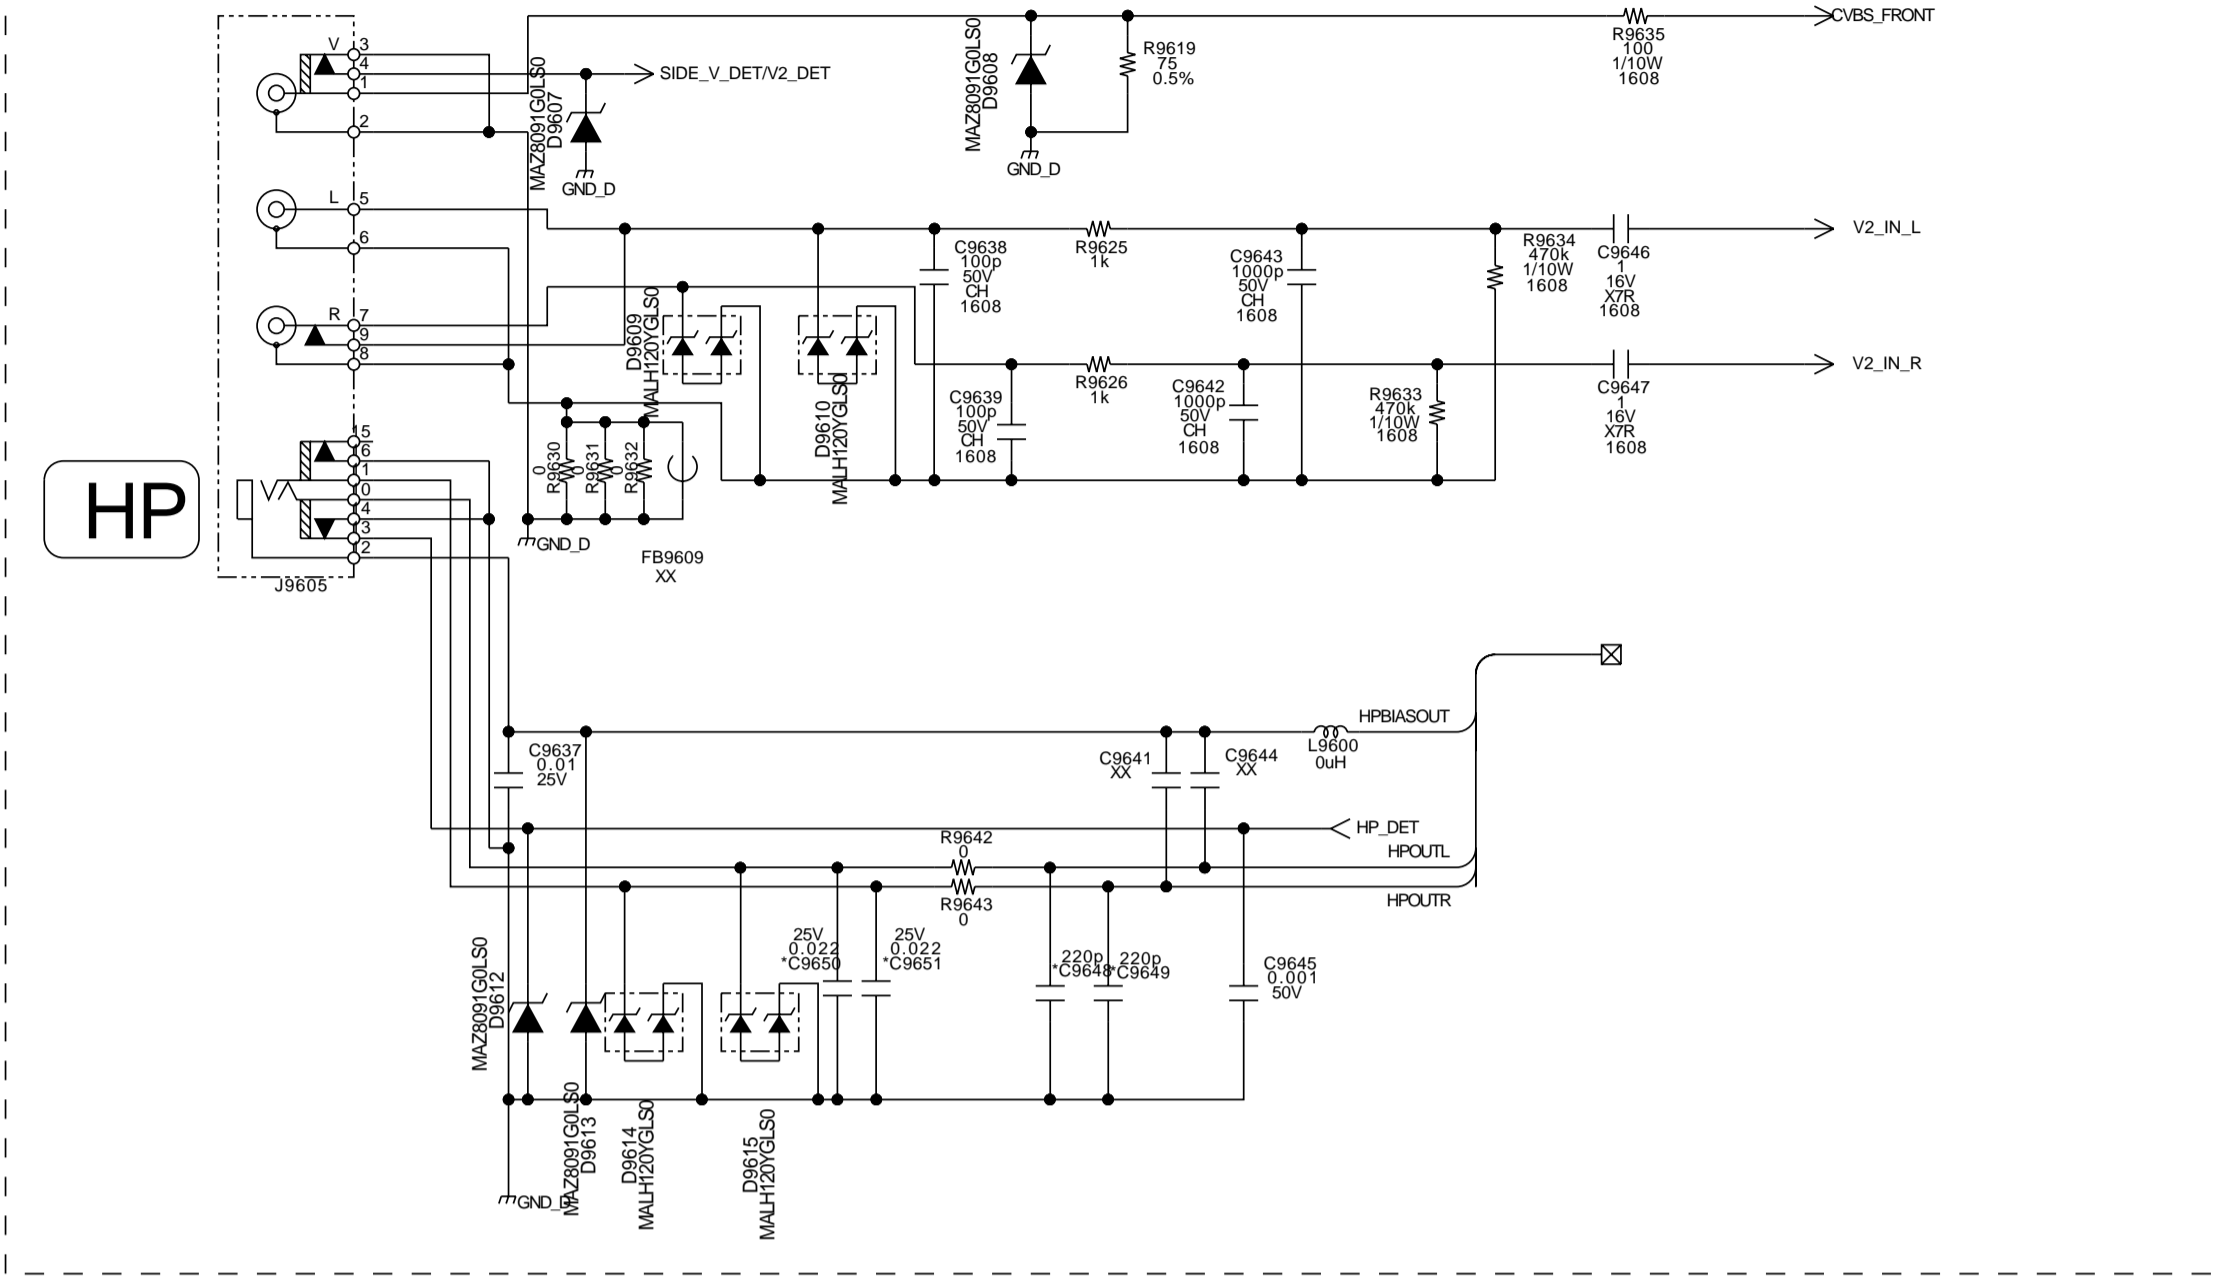 CVBS_FRONT
R9635
100
1/10W
1608
R9619
75
0.5%
MAZ8091G0LS0
D9608
GND_D
V
3
4
1
2
SIDE_V_DET/V2_DET
MAZ8091G0LS0
D9607
GND_D
L
5
6
R
7
9
8
V2_IN_L
C9638
100p
50V
CH
1608
R9625
1k
C9643
1000p
50V
CH
1608
R9634
470k
1/10W
1608
C9646
1
16V
X7R
1608
D9609
MALH120YGLS0
D9610
MALH120YGLS0
C9639
100p
50V
CH
1608
R9626
1k
C9642
1000p
50V
CH
1608
R9633
470k
1/10W
1608
V2_IN_R
C9647
1
16V
X7R
1608
0
R9630
0
R9631
0
R9632
GND_D
FB9609
XX
HP
15
6
1
0
4
3
2
J9605
HPBIASOUT
C9637
0.01
25V
C9641
XX
C9644
XX
L9600
0uH
HP_DET
R9642
0
HPOUTL
R9643
0
HPOUTR
MAZ8091G0LS0
D9612
25V
0.022
*C9650
25V
0.022
*C9651
220p
*C9648
220p
*C9649
C9645
0.001
50V
MAZ8091G0LS0
D9613
D9614
MALH120YGLS0
D9615
MALH120YGLS0
GND_D